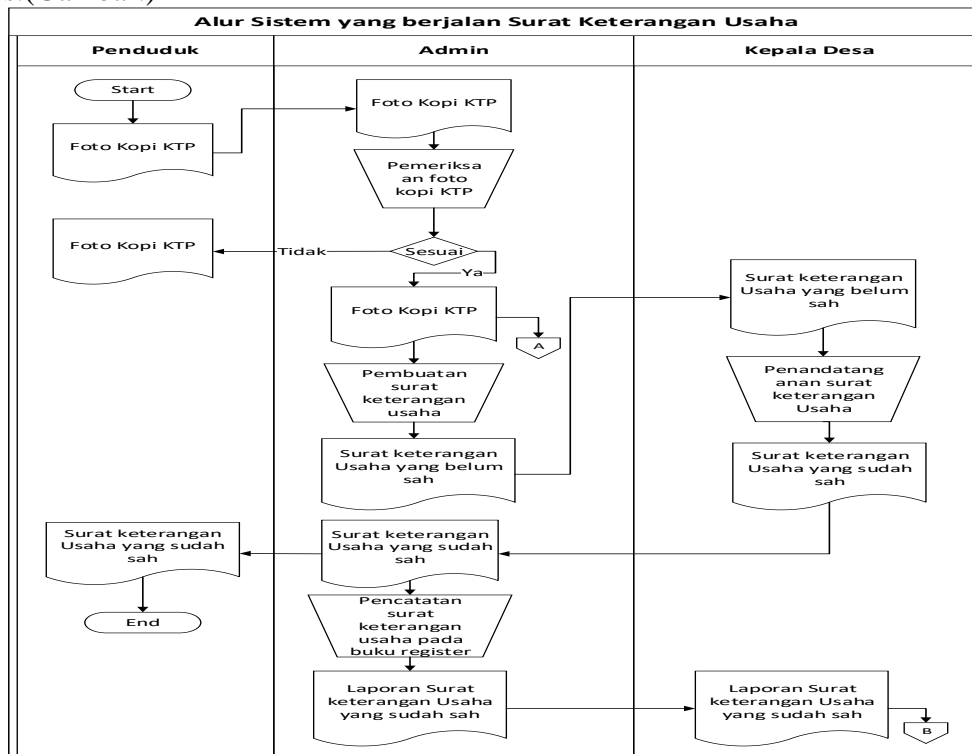 Alur Sistem yang berjalan Surat Keterangan Usaha
Penduduk
Admin
Kepala Desa
Start
Foto Kopi KTP
Foto Kopi KTP
Pemeriksa
an foto
kopi KTP
Foto Kopi KTP
Tidak
Sesuai
Ya
Foto Kopi KTP
A
Surat keterangan
Usaha yang belum
sah
Pembuatan
surat
keterangan
usaha
Penandatang
anan surat
keterangan
Usaha
Surat keterangan
Usaha yang belum
sah
Surat keterangan
Usaha yang sudah
sah
Surat keterangan
Usaha yang sudah
sah
Surat keterangan
Usaha yang sudah
sah
End
Pencatatan
surat
keterangan
usaha pada
buku register
Laporan Surat
keterangan Usaha
yang sudah sah
Laporan Surat
keterangan Usaha
yang sudah sah
B